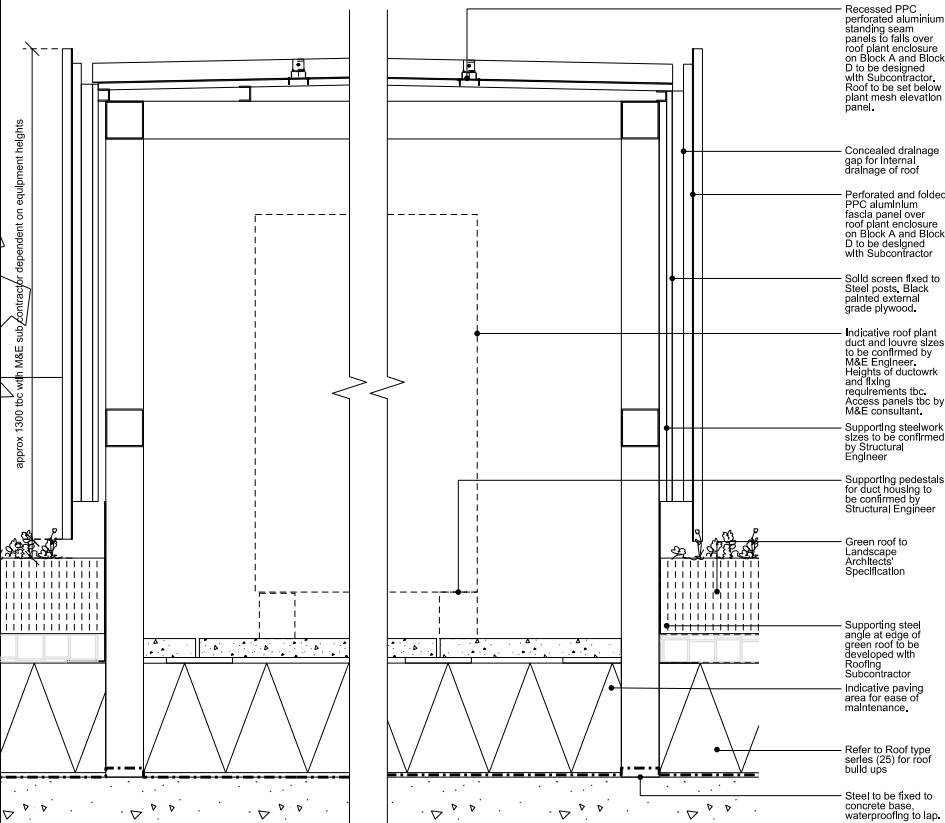 Recessed PPC
perforated aluminium
standing seam
panels to falls over
roof plant enclosure
on Block A and Block
D to be designed
with Subcontractor.
Roof to be set below
plant mesh elevation
panel.
Concealed drainage
gap for internal
drainage of roof
Perforated and folded
PPC aluminium
fascia panel over
roof plant enclosure
on Block A and Block
D to be designed
with Subcontractor
Solid screen fixed to
Steel posts. Black
painted external
grade plywood.
Indicative roof plant
duct and louvre sizes
to be confirmed by
M&E Engineer.
Heights of ductowrk
and fixing
requirements tbc.
Access panels tbc by
M&E consultant.
Supporting steelwork
sizes to be confirmed
by Structural
Engineer
Supporting pedestals
for duct housing to
be confirmed by
Structural Engineer
Green roof to
Landscape
Architects'
Specification
Supporting steel
angle at edge of
green roof to be
developed with
Roofing
Subcontractor
Indicative paving
area for ease of
maintenance.
Refer to Roof type
series (25) for roof
build ups
Steel to be fixed to
concrete base,
waterproofing to lap.
approx 1300 tbc with M&E sub contractor dependent on equipment heights